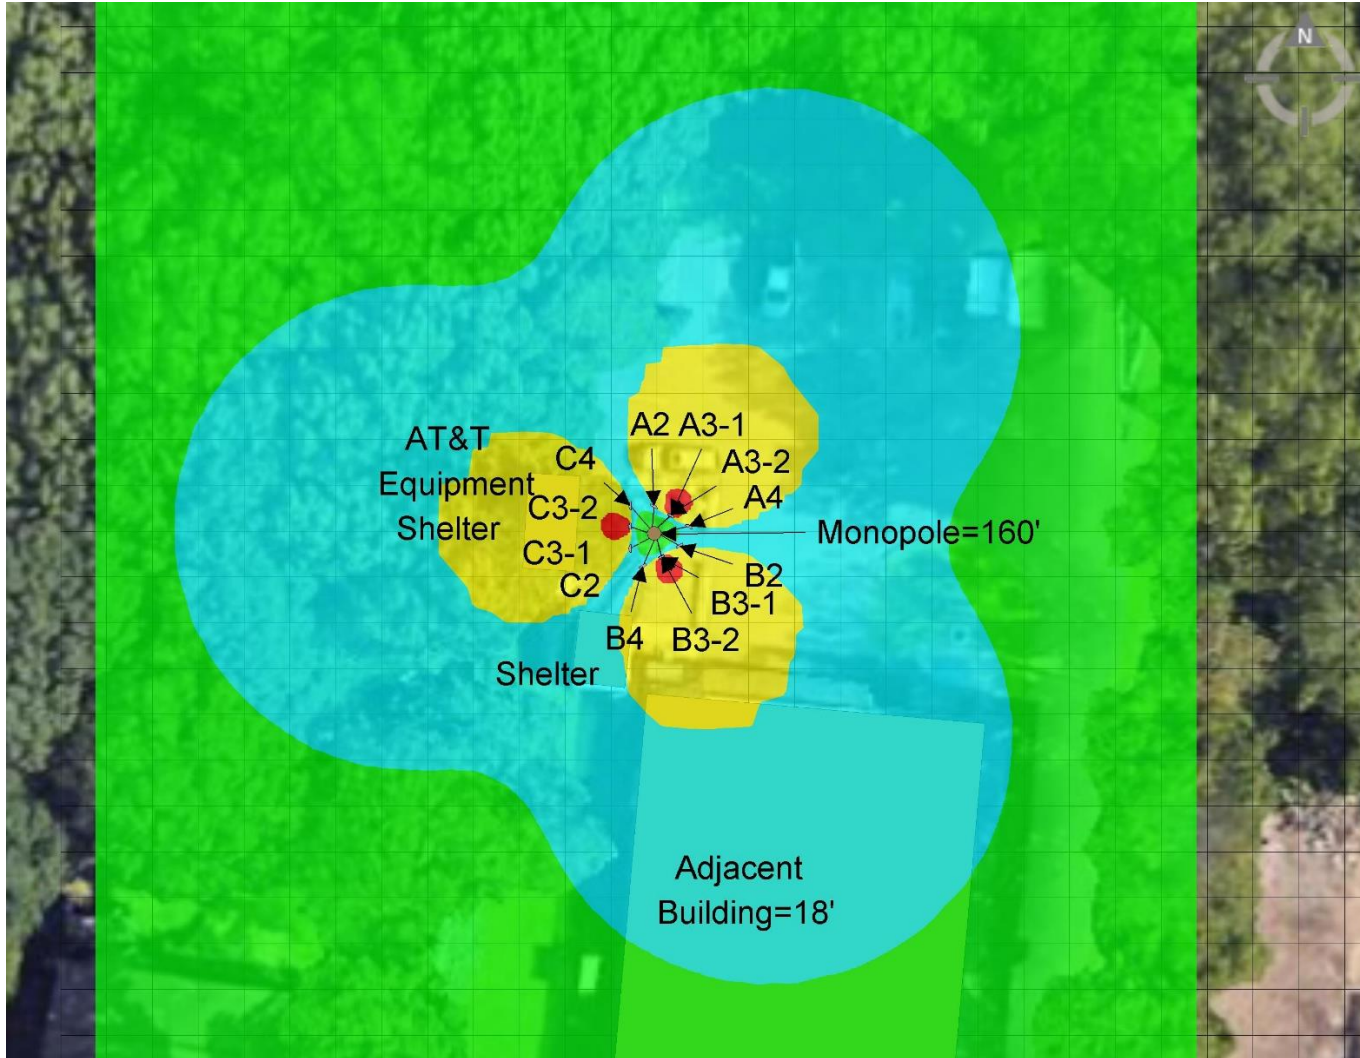 N
A2
A3-1
AT&T
Equipment
Shelter
C4
A3-2
A4
C3-2
Monopole=160'
C3-1
C2
B2
B3-1
B4
B3-2
Shelter
Adjacent
Building=18'